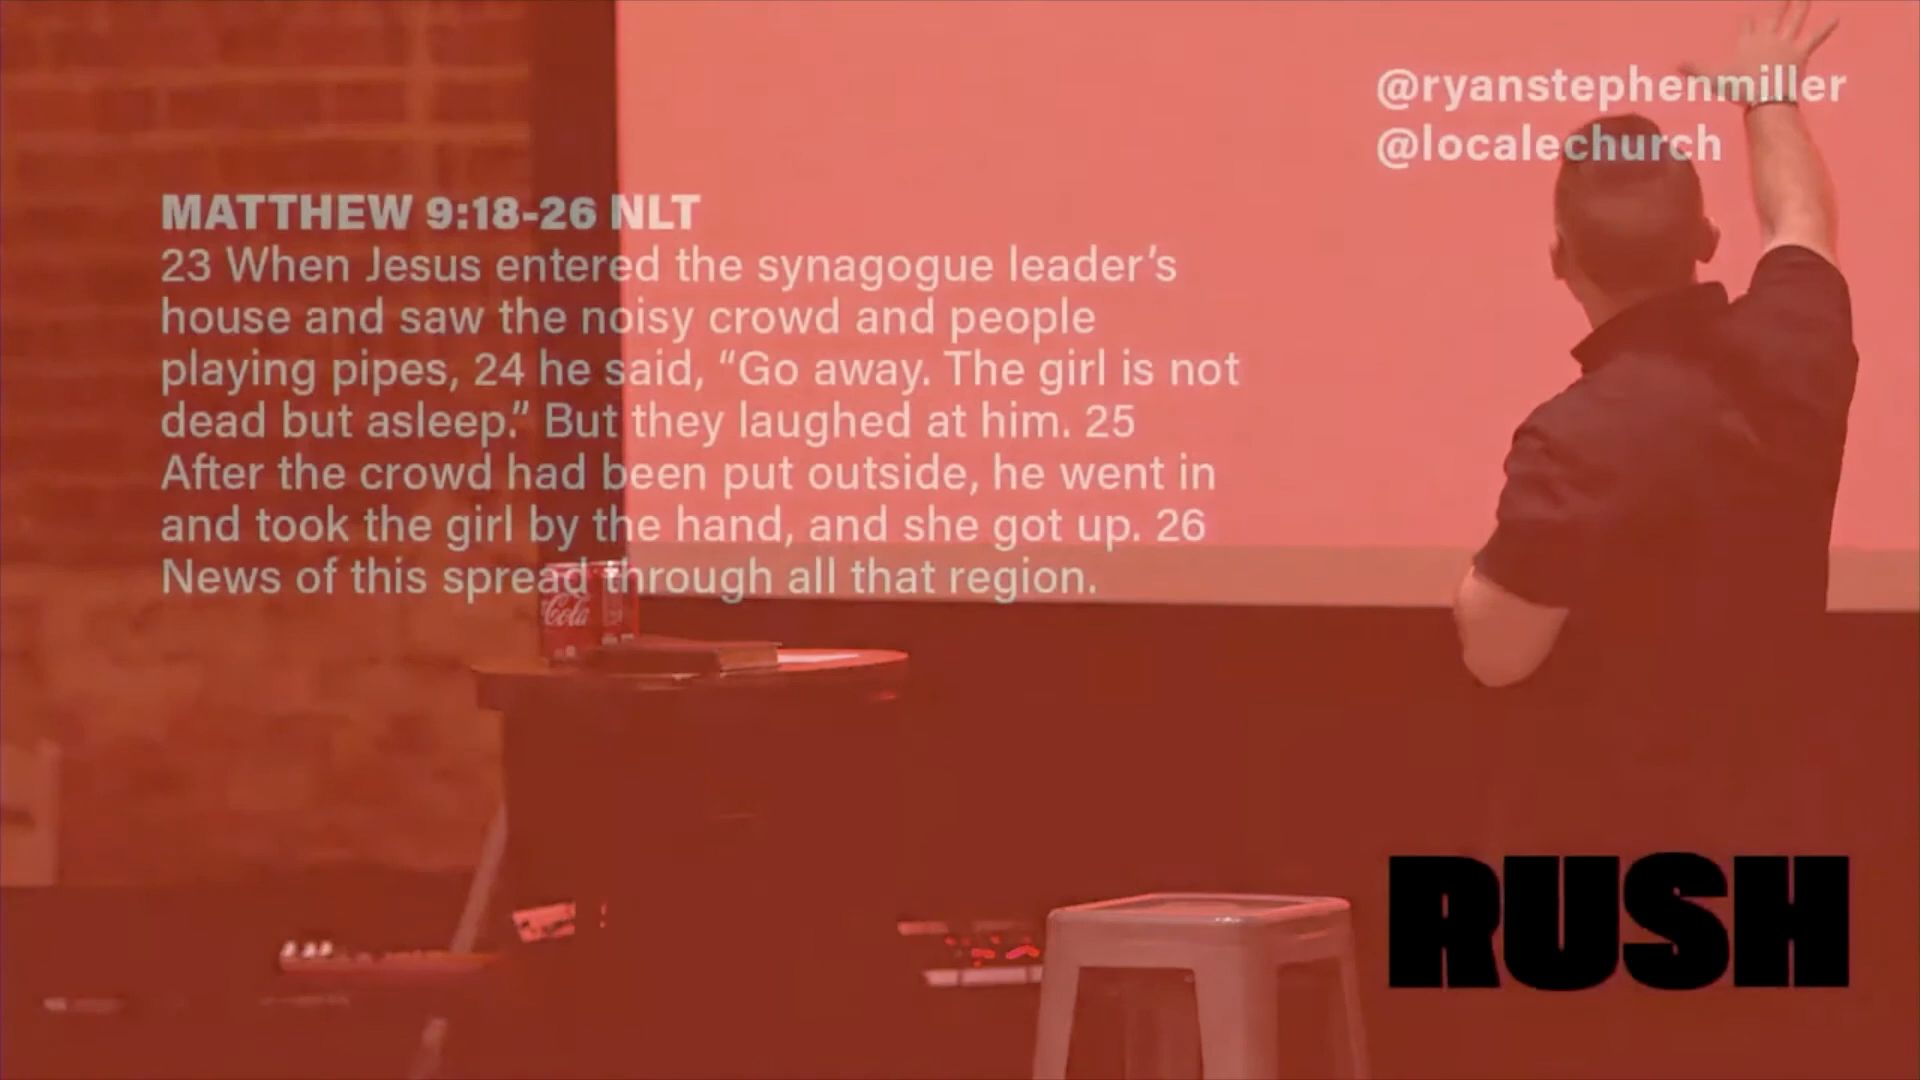 @ryanstephenmiller
@localechurch
MATTHEW 9:18-26 NLT
23 When Jesus entered the synagogue leader’s
house and saw the noisy crowd and people
playing pipes, 24 he said, “Go away. The girl is not
dead but asleep.” But they laughed at him. 25
After the crowd had been put outside, he went in
and took the girl by the hand, and she got up. 26
News of this spread through all that region.
Cola
RUSH